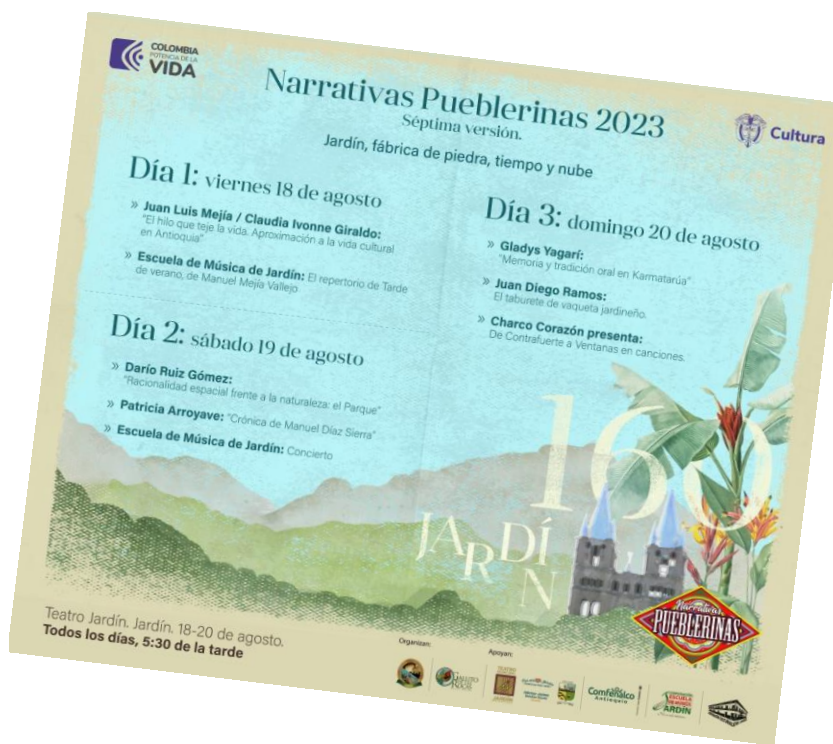 COLOMBIA
POTENCIA DE LA
VIDA
Narrativas Pueblerinas 2023
Séptima versión.
Jardín, fábrica de piedra, tiempo y nube
Cultura
Día 1: viernes 18 de agosto
» Juan Luis Mejía / Claudia Ivonne Giraldo:
"El hilo que teje la vida. Aproximación a la vida cultural
en Antioquia"
» Escuela de Música de Jardín: El repertorio de Tarde
de verano, de Manuel Mejía Vallejo
Día 2: sábado 19 de agosto
» Darío Ruiz Gómez:
"Racionalidad espacial frente a la naturaleza: el Parque"
» Patricia Arroyave: "Crónica de Manuel Díaz Sierra"
» Escuela de Música de Jardín: Concierto
Día 3: domingo 20 de agosto
» Gladys Yagarí:
"Memoria y tradición oral en Karmatarúa"
» Juan Diego Ramos:
El taburete de vaqueta jardineño.
» Charco Corazón presenta:
De Contrafuerte a Ventanas en canciones.
160
JARDÍN
Narrativas
PUEBLERINAS
Teatro Jardín. Jardín. 18-20 de agosto.
Todos los días, 5:30 de la tarde
Organizan:
Apoyan:
Comfenalco
Antioquia